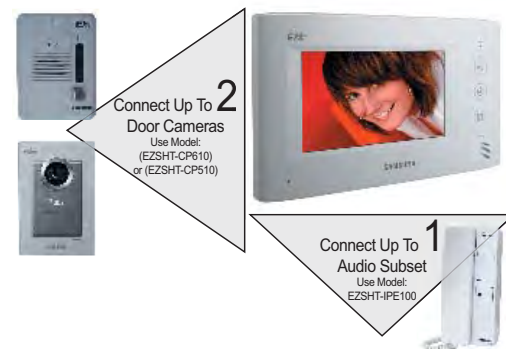 Connect Up To 2
Door Cameras
Use Model:
(EZSHT-CP610)
or (EZSHT-CP510)
SAMSUNG
Connect Up To 1
Audio Subset
Use Model:
EZSHT-IPE100